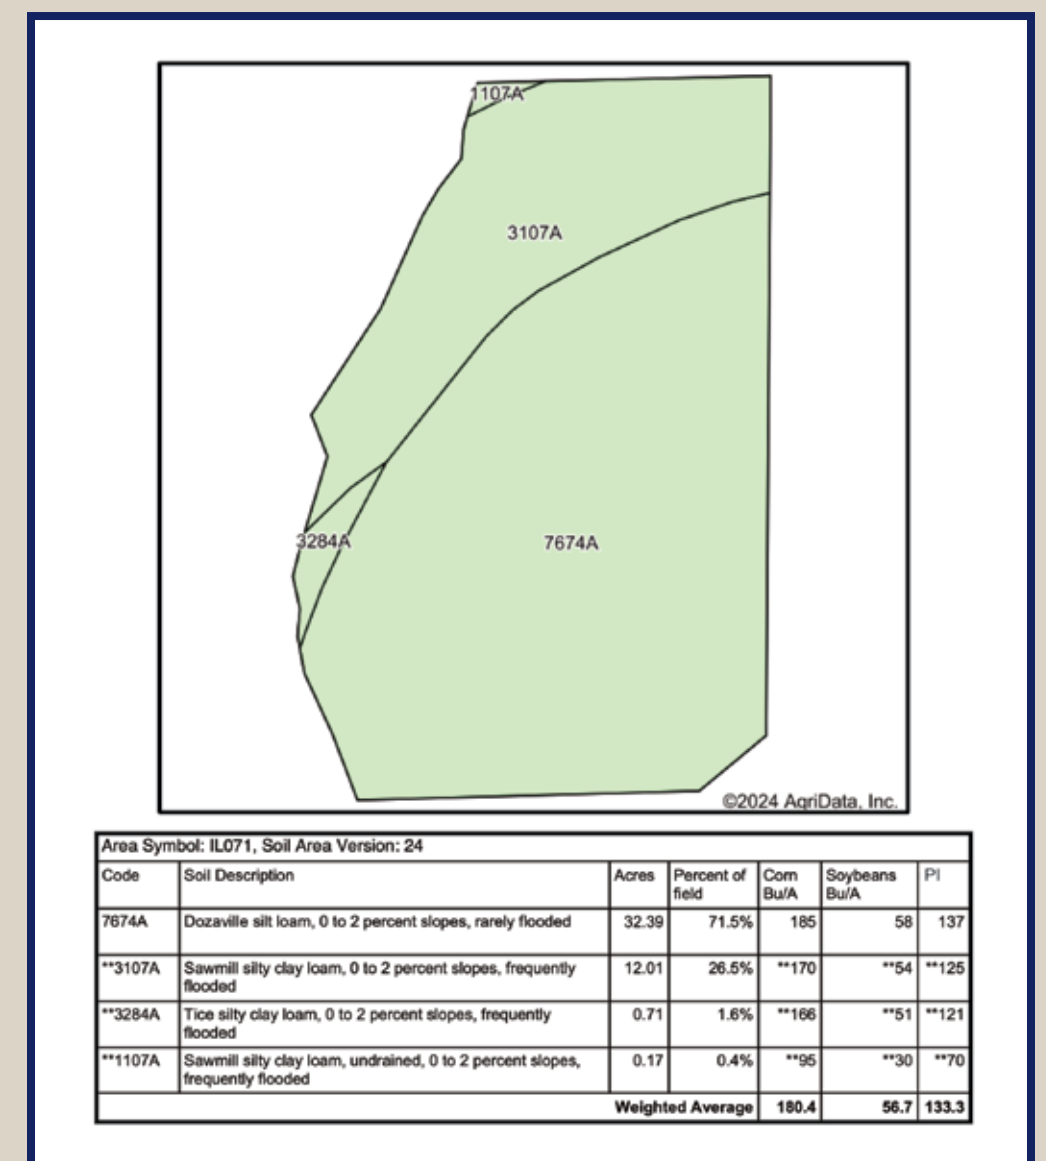 1107A
3107A
3284A
7674A
©2024 AgriData, Inc.
Area Symbol: IL071, Soil Area Version: 24
Code Soil Description Acres Percent of field Corn Bu/A Soybeans Bu/A PI
7674A Dozaville silt loam, 0 to 2 percent slopes, rarely flooded 32.39 71.5% 185 58 137
**3107A Sawmill silty clay loam, 0 to 2 percent slopes, frequently flooded 12.01 26.5% **170 **54 **125
**3284A Tice silty clay loam, 0 to 2 percent slopes, frequently flooded 0.71 1.6% **166 **51 **121
**1107A Sawmill silty clay loam, undrained, 0 to 2 percent slopes, frequently flooded 0.17 0.4% **95 **30 **70
Weighted Average 180.4 56.7 133.3